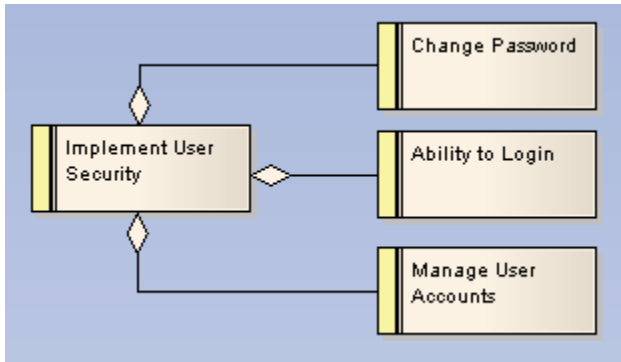 Change Password
Implement User
Security
Ability to Login
Manage User
Accounts